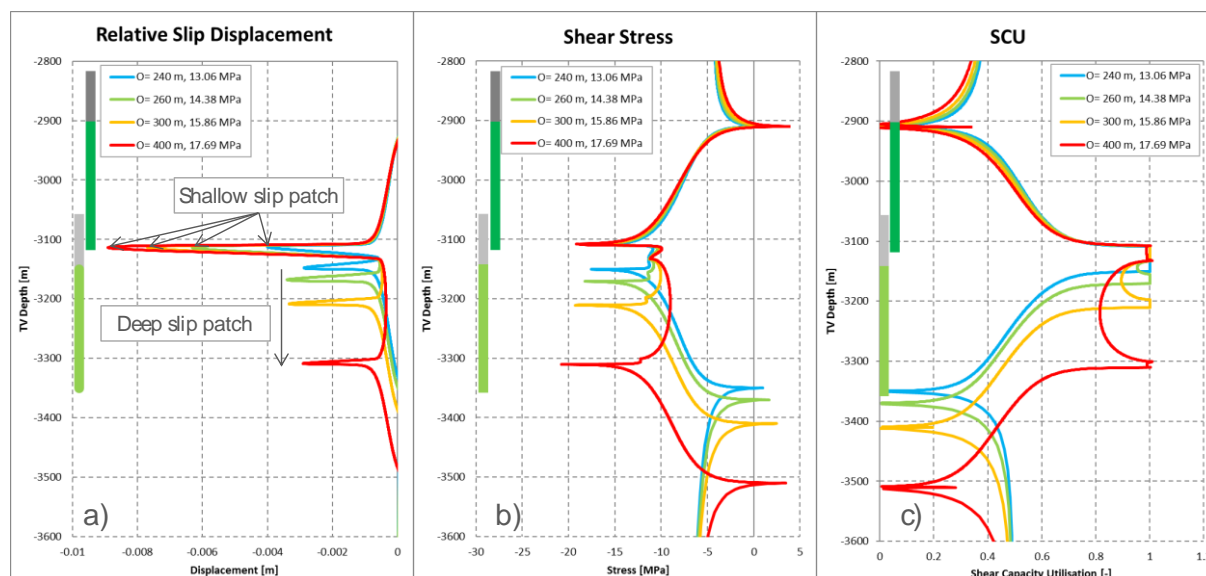 Relative Slip Displacement
O= 240 m, 13.06 MPa
O= 260 m, 14.38 MPa
O= 300 m, 15.86 MPa
O= 400 m, 17.69 MPa
Shallow slip patch
Deep slip patch
TV Depth [m]
-2800
-2900
-3000
-3100
-3200
-3300
-3400
-3500
-3600
a)
-0.01
-0.008
-0.006
-0.004
-0.002
0
Displacement [m]
Shear Stress
O= 240 m, 13.06 MPa
O= 260 m, 14.38 MPa
O= 300 m, 15.86 MPa
O= 400 m, 17.69 MPa
TV Depth [m]
-2800
-2900
-3000
-3100
-3200
-3300
-3400
-3500
-3600
b)
-30
-25
-20
-15
-10
-5
0
5
10
Stress [MPa]
SCU
O= 240 m, 13.06 MPa
O= 260 m, 14.38 MPa
O= 300 m, 15.86 MPa
O= 400 m, 17.69 MPa
TV Depth [m]
-2800
-2900
-3000
-3100
-3200
-3300
-3400
-3500
-3600
c)
0
0.2
0.4
0.6
0.8
1
Shear Capacity Utilisation [-]